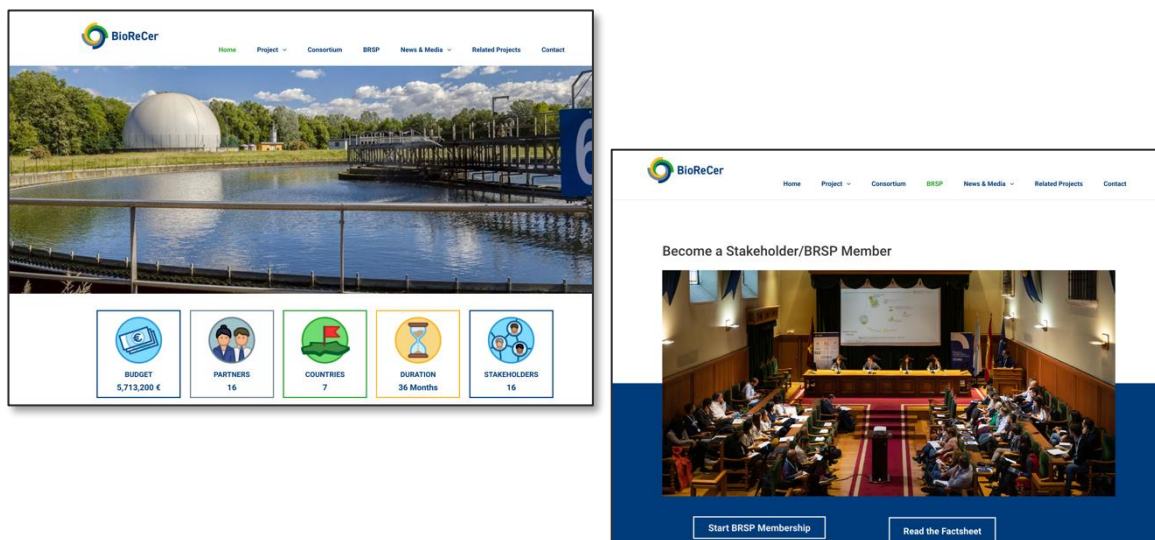 BioReCer
Home Project Consortium BRSP News & Media Related Projects Contact
6
BUDGET
5,713,200 €
PARTNERS
16
COUNTRIES
7
DURATION
36 Months
STAKEHOLDERS
16
BioReCer
Home Project Consortium BRSP News & Media Related Projects Contact
Become a Stakeholder/BRSP Member
Start BRSP Membership
Read the Factsheet